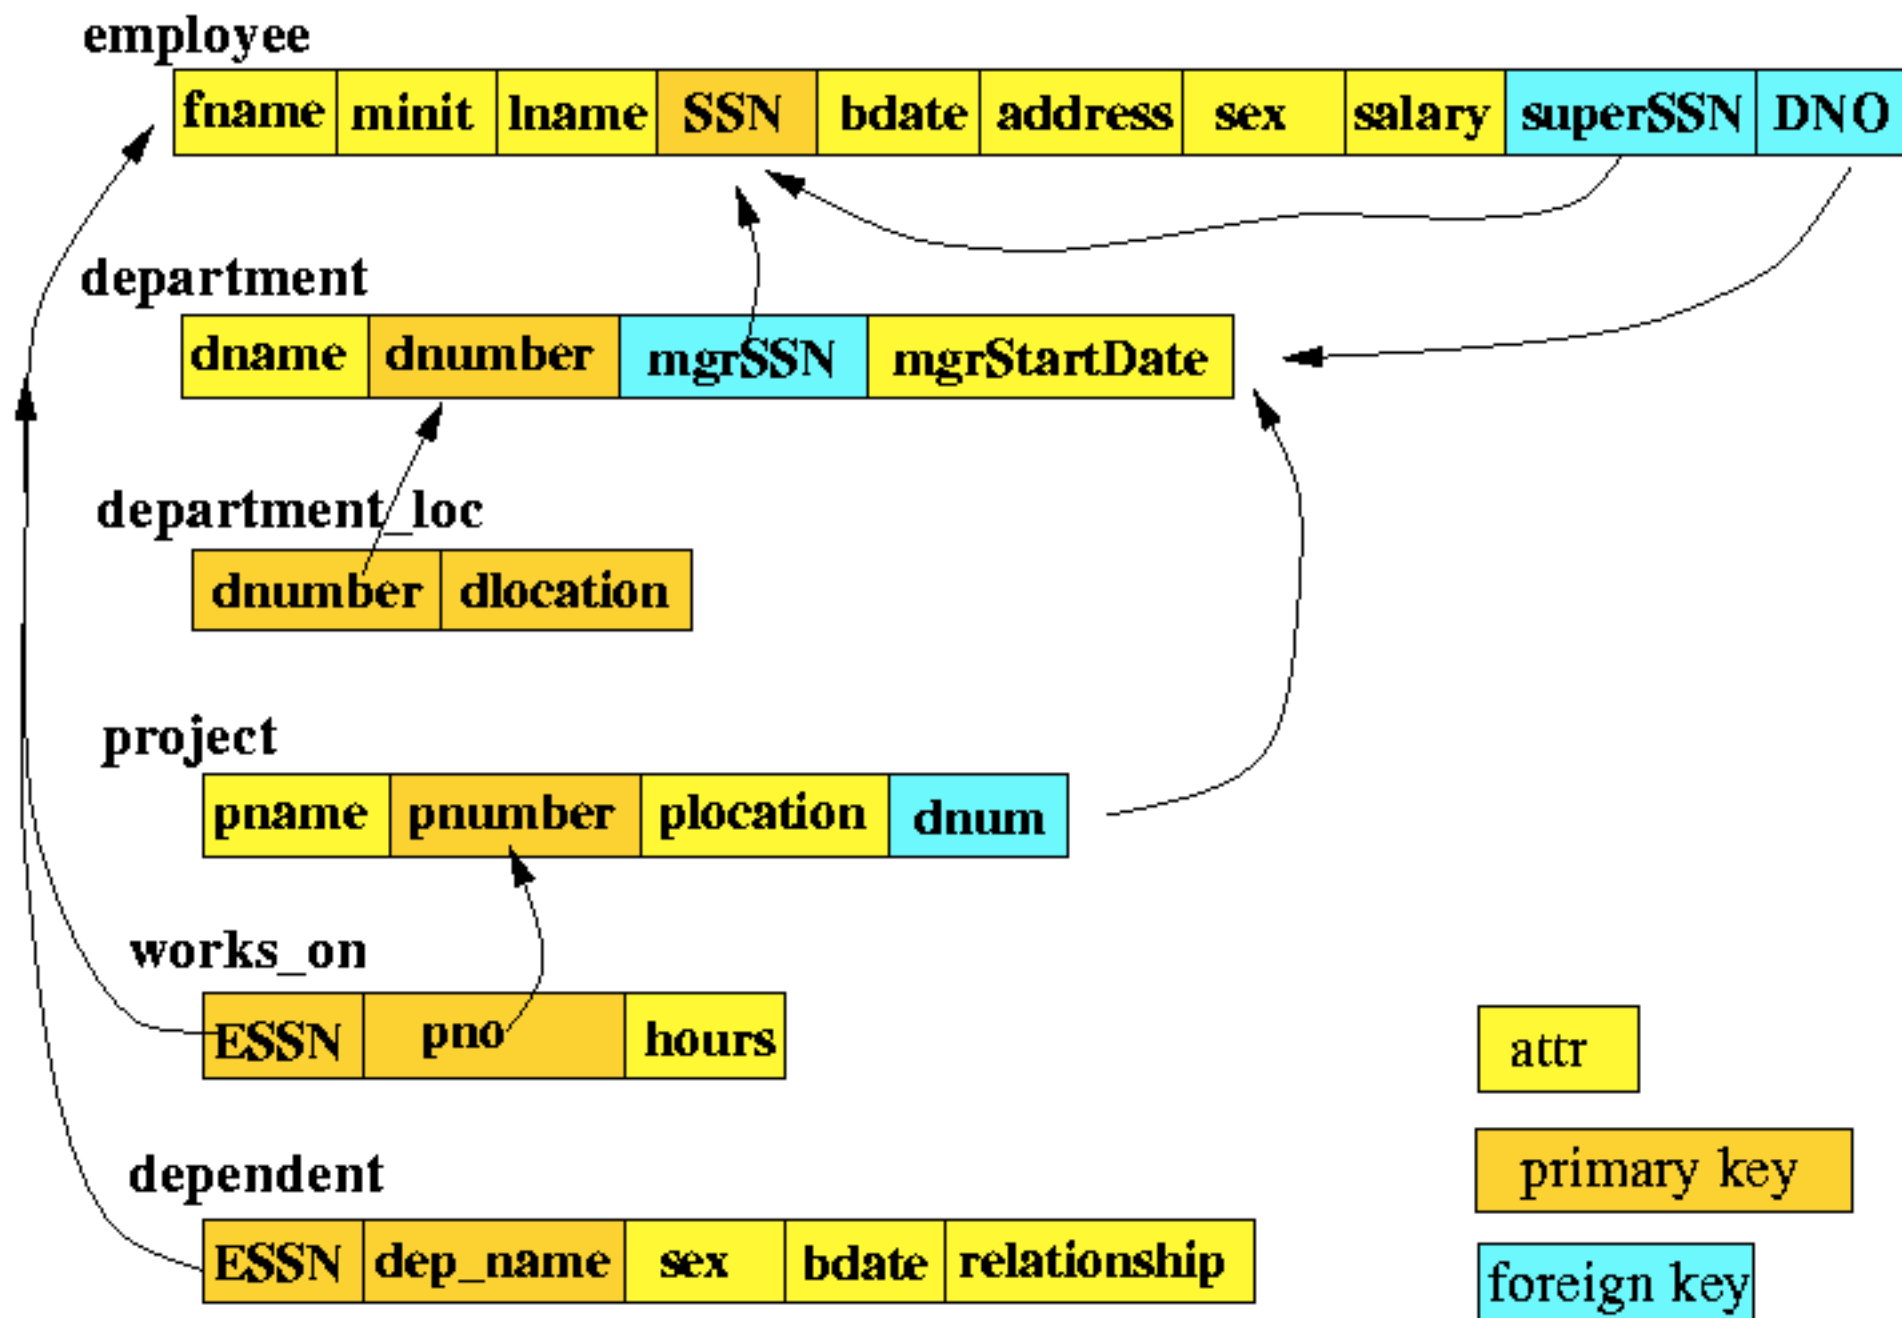 employee
fname minit lname SSN bdate address sex salary superSSN DNO
department
dname dnumber mgrSSN mgrStartDate
department_loc
dnumber dlocation
project
pname pnumber plocation dnum
works_on
ESSN pno hours
attr
primary key
dependent
ESSN dep_name sex bdate relationship
foreign key